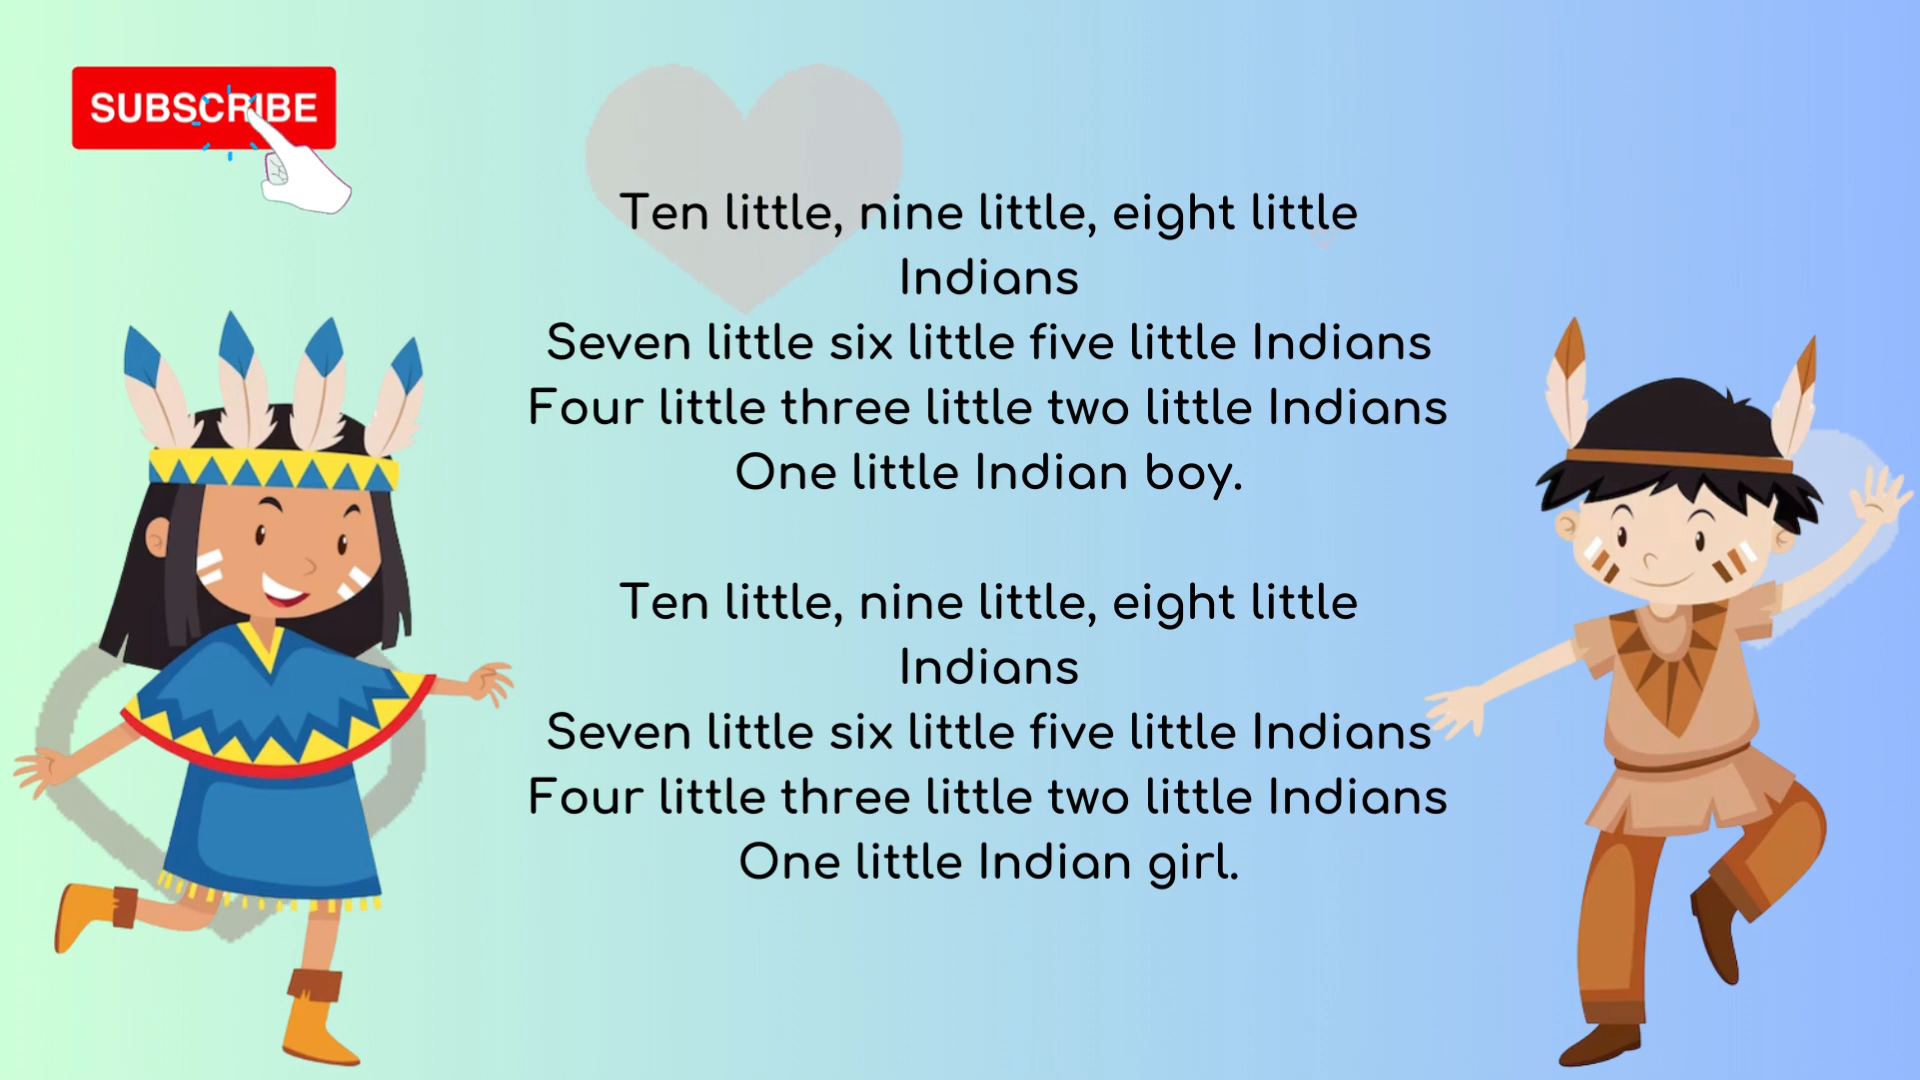 SUBSCRIBE
Ten little, nine little, eight little
Indians
Seven little six little five little Indians
Four little three little two little Indians
One little Indian boy.
Ten little, nine little, eight little
Indians
Seven little six little five little Indians
Four little three little two little Indians
One little Indian girl.